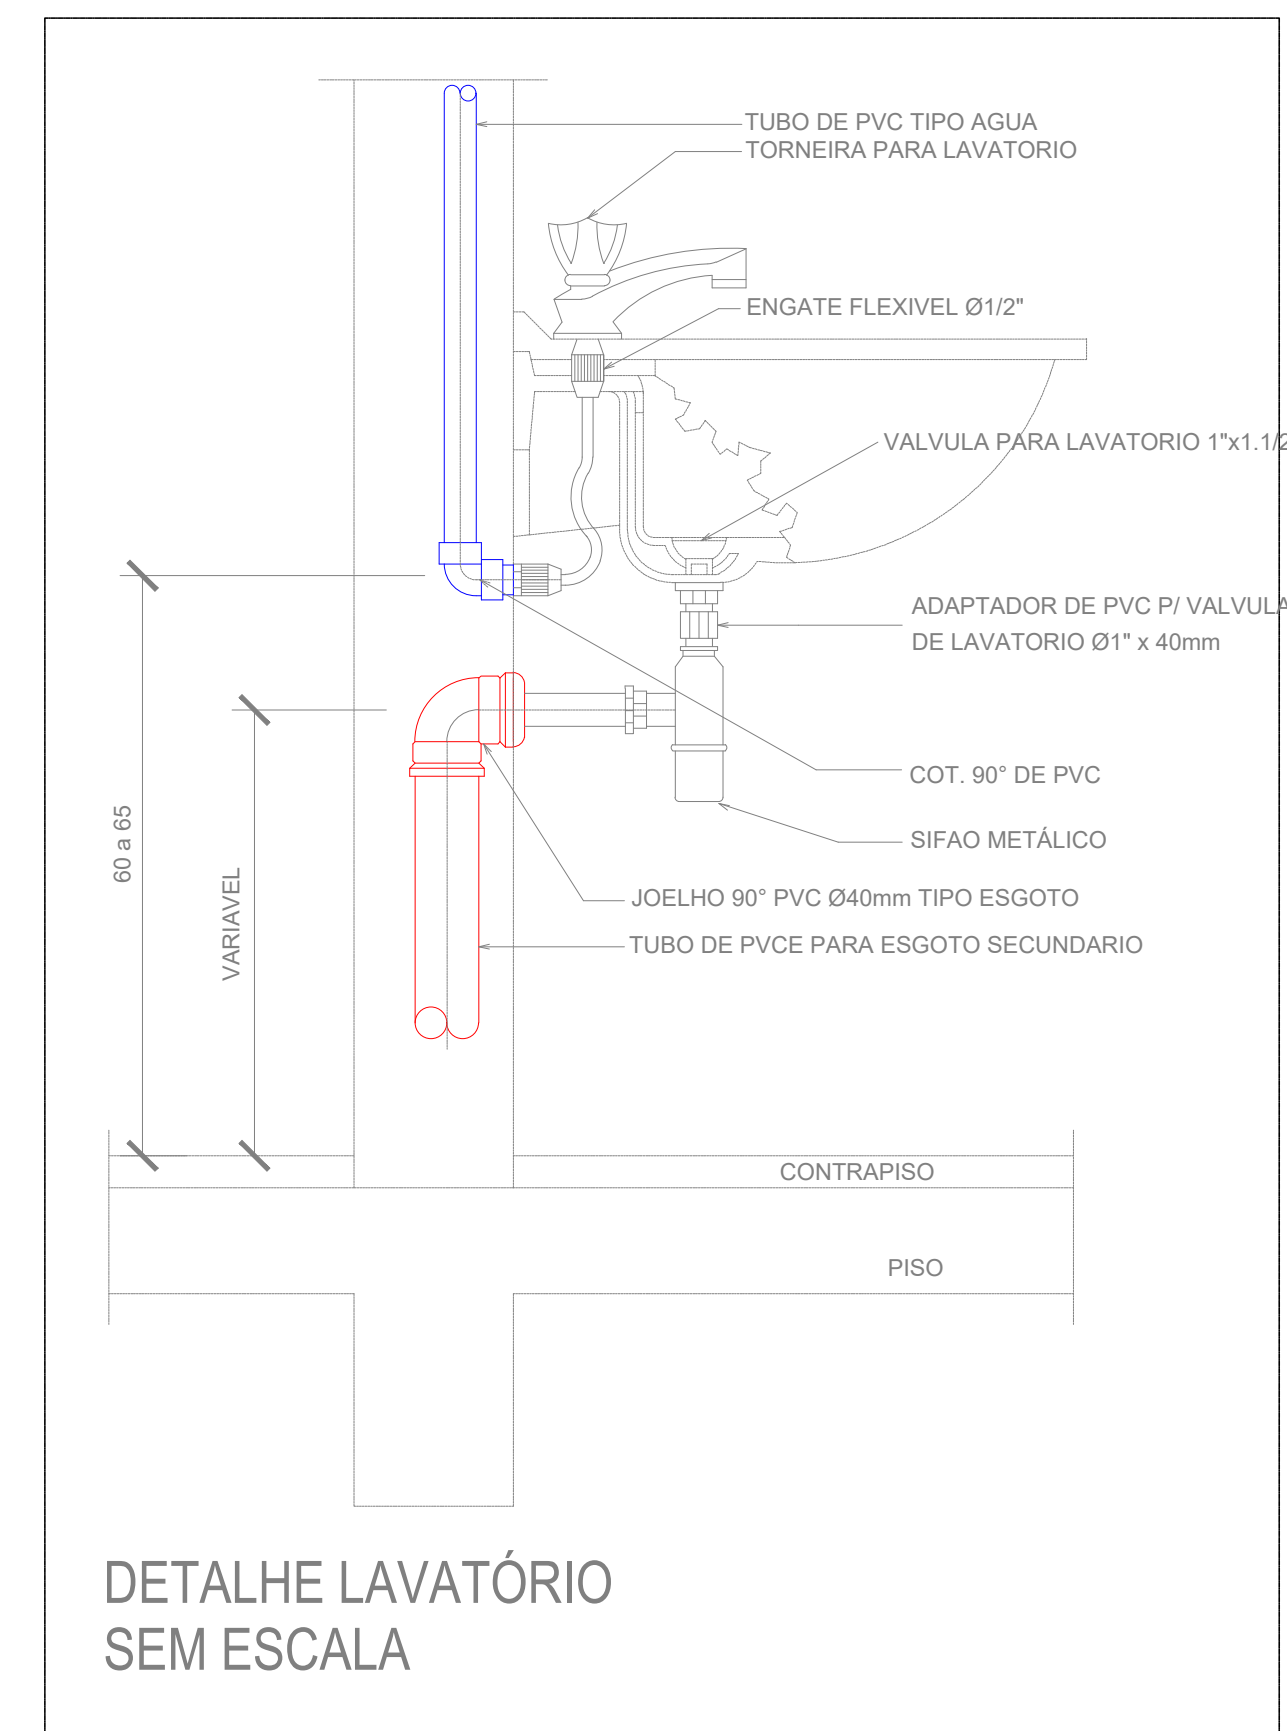 TUBO DE PVC TIPO AGUA
TORNEIRA PARA LAVATORIO
ENGATE FLEXIVEL Ø1/2"
VALVULA PARA LAVATORIO 1"x1.1/2
ADAPTADOR DE PVC P/ VALVULA
DE LAVATORIO Ø1" x 40mm
COT. 90° DE PVC
SIFAO METÁLICO
60 a 65
VARIAVEL
JOELHO 90° PVC Ø40mm TIPO ESGOTO
TUBO DE PVCE PARA ESGOTO SECUNDARIO
CONTRAPISO
PISO
DETALHE LAVATÓRIO
SEM ESCALA